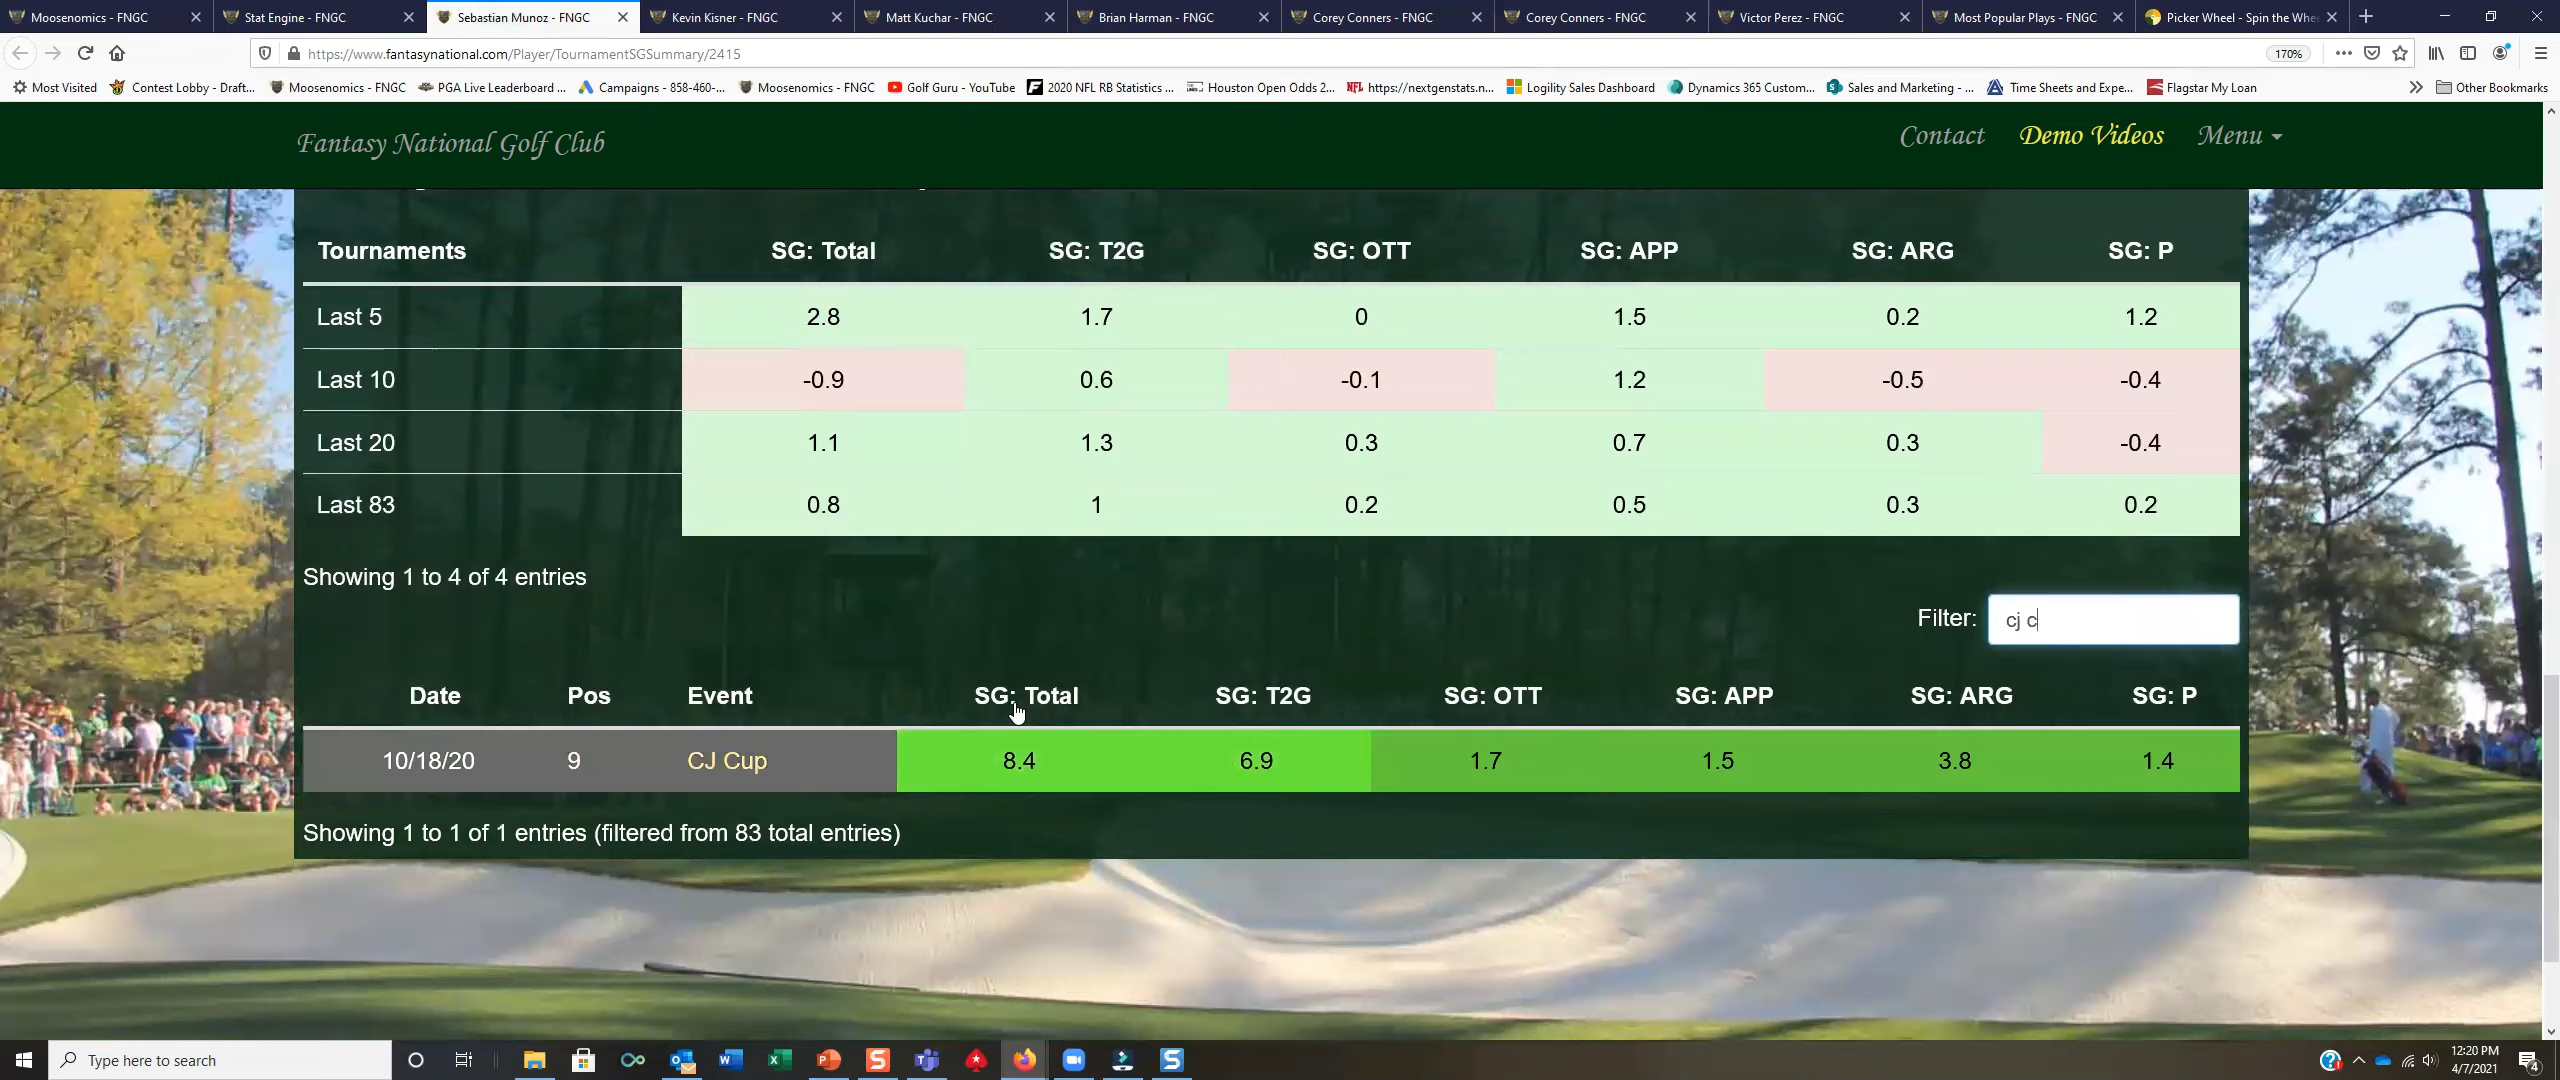 Moosenomics - FNGC
Stat Engine - FNGC
Sebastian Munoz - FNGC
Kevin Kisner - FNGC
Matt Kuchar - FNGC
Brian Harman - FNGC
Corey Conners - FNGC
Corey Conners - FNGC
Victor Perez - FNGC
Most Popular Plays - FNGC
Picker Wheel - Spin the Whe
https://www.fantasynational.com/Player/TournamentSGSummary/2415
170%
Most Visited
Contest Lobby - Draft...
Moosenomics - FNGC
PGA Live Leaderboard ...
Campaigns - 858-460-...
Moosenomics - FNGC
Golf Guru - YouTube
2020 NFL RB Statistics ...
Houston Open Odds 2...
https://nextgenstats.n...
Logility Sales Dashboard
Dynamics 365 Custom...
Sales and Marketing - ...
Time Sheets and Expe...
Flagstar My Loan
Other Bookmarks
Fantasy National Golf Club
Contact Demo Videos Menu
Tournaments SG: Total SG: T2G SG: OTT SG: APP SG: ARG SG: P
Last 5 2.8 1.7 0 1.5 0.2 1.2
Last 10 -0.9 0.6 -0.1 1.2 -0.5 -0.4
Last 20 1.1 1.3 0.3 0.7 0.3 -0.4
Last 83 0.8 1 0.2 0.5 0.3 0.2
Showing 1 to 4 of 4 entries
Filter: cj c
Date Pos Event SG: Total SG: T2G SG: OTT SG: APP SG: ARG SG: P
10/18/20 9 CJ Cup 8.4 6.9 1.7 1.5 3.8 1.4
Showing 1 to 1 of 1 entries (filtered from 83 total entries)
Type here to search
12:20 PM
4/7/2021
4